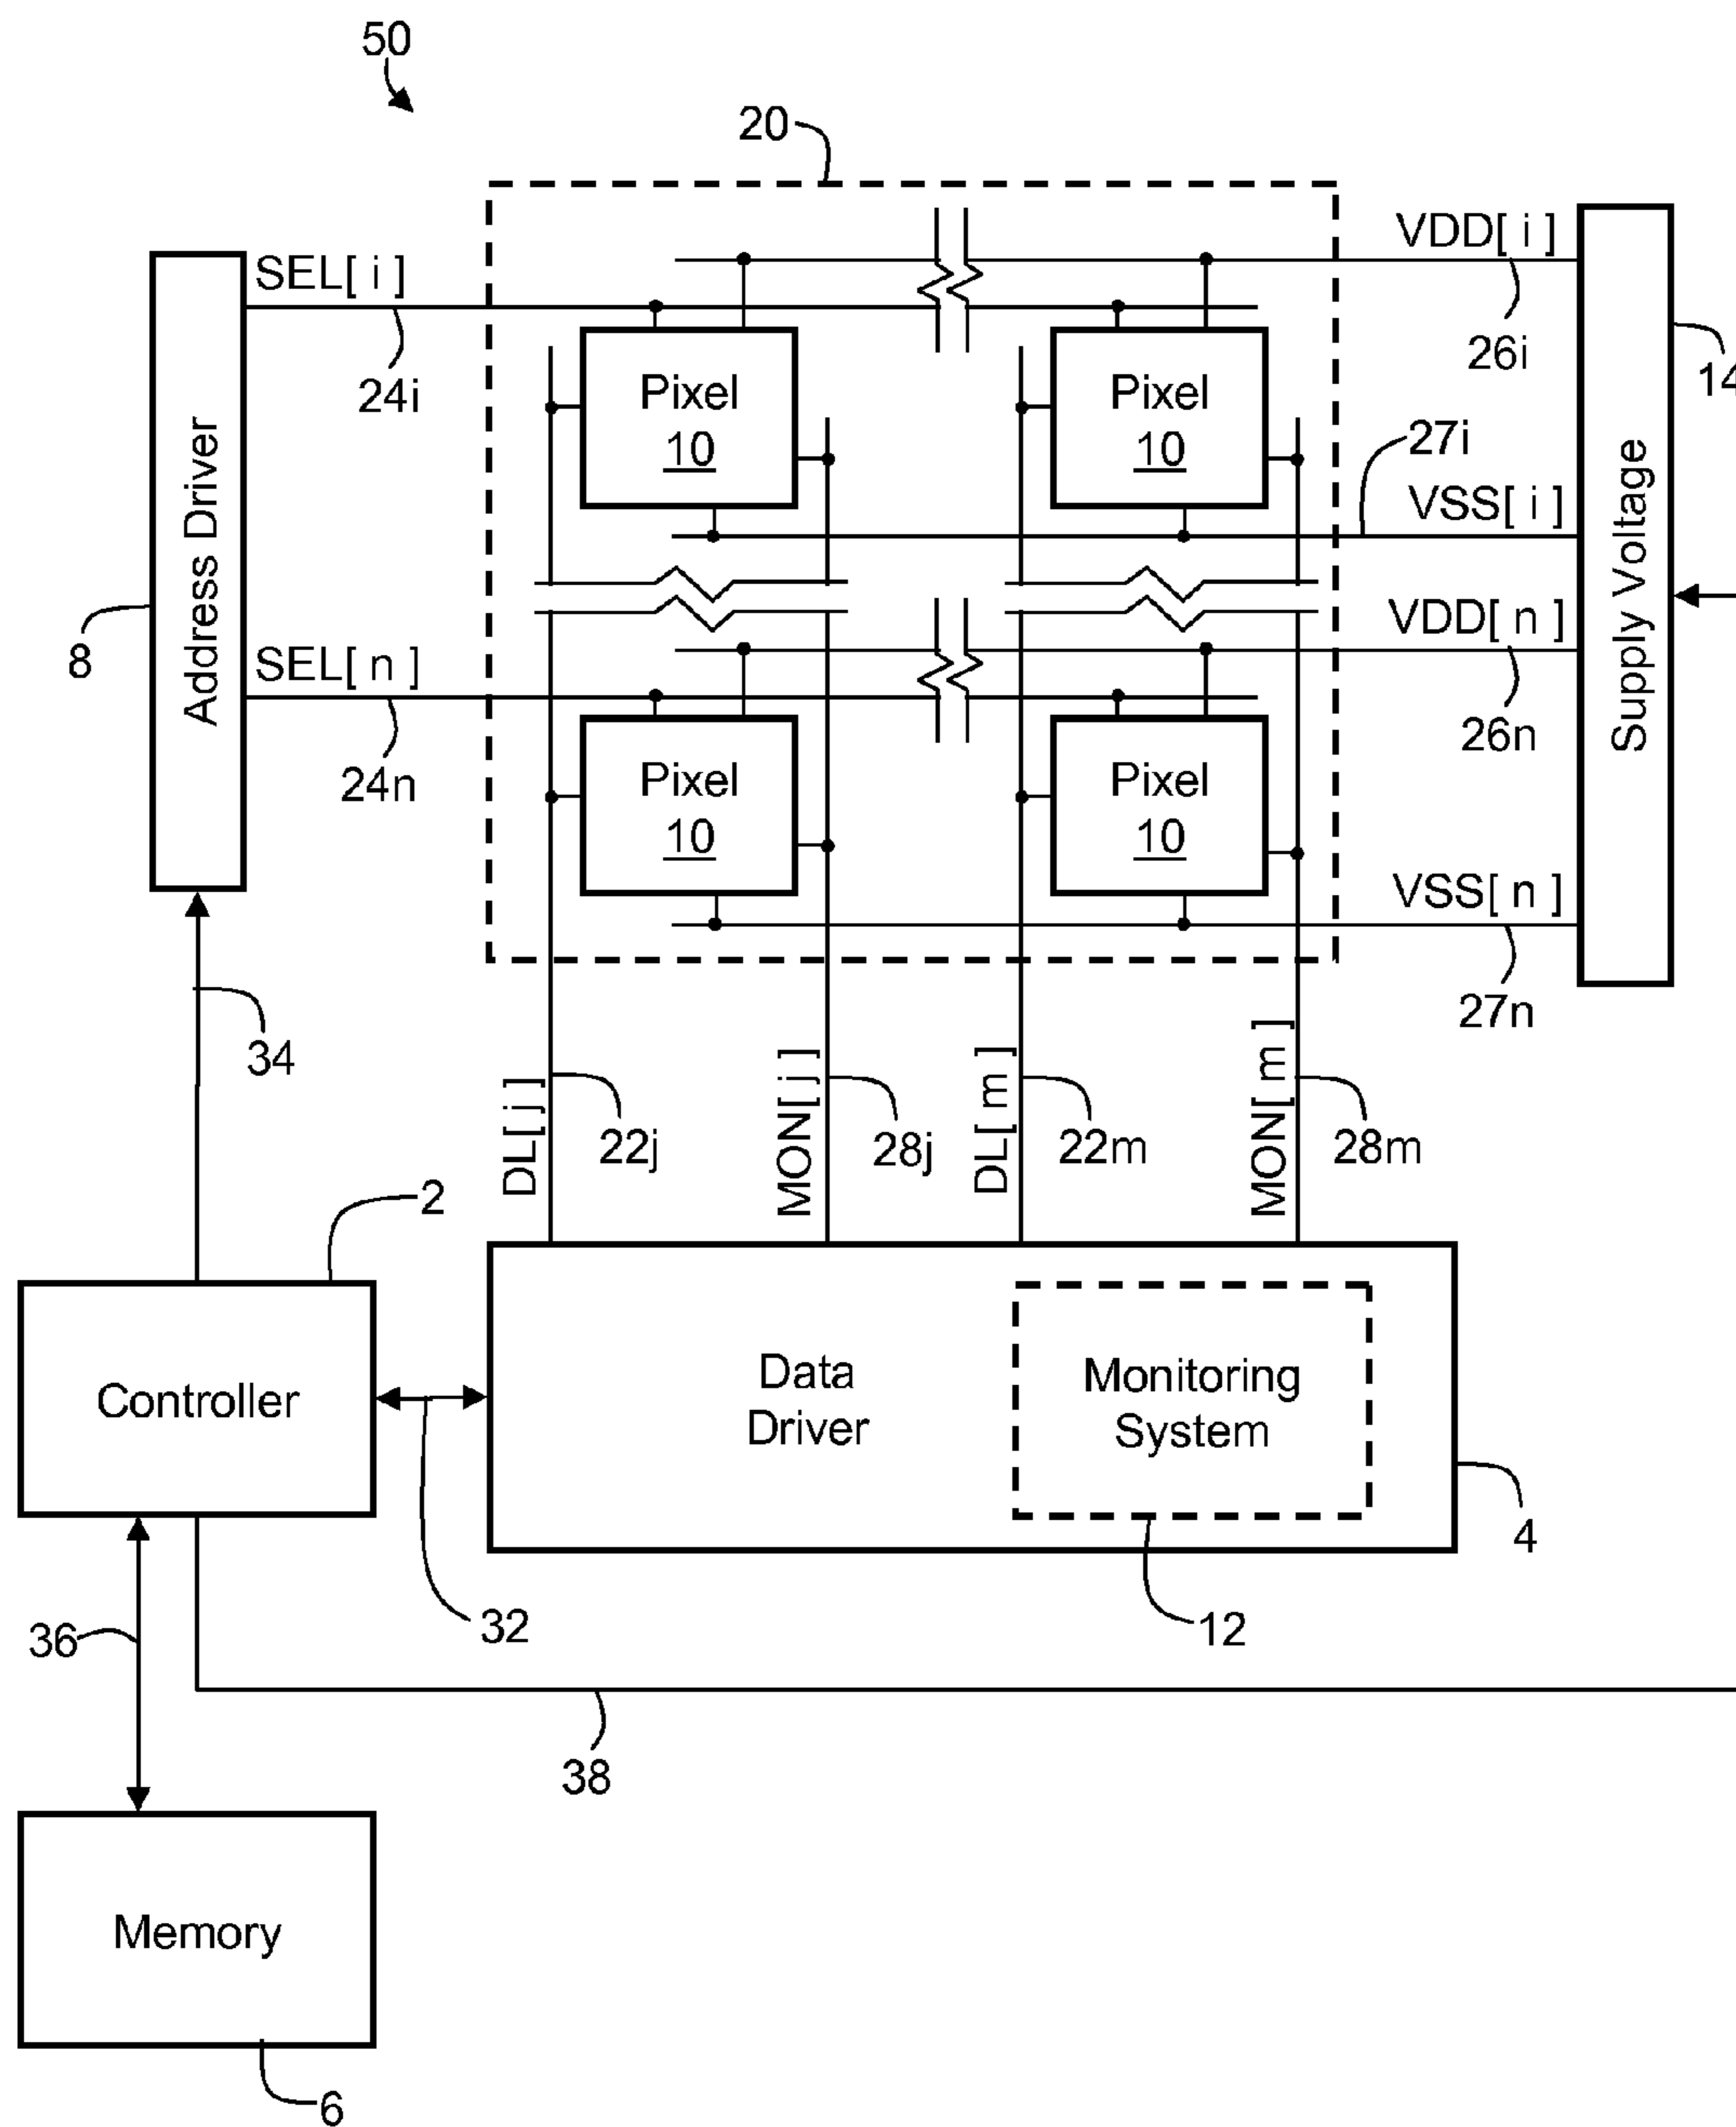 50
20
SEL[ i ]
VDD[ i ]
24i
26i
14
Address Driver
Pixel
10
Pixel
10
27i
VSS[ i ]
Supply Voltage
8
SEL[ n ]
VDD[ n ]
24n
26n
Pixel
10
Pixel
10
VSS[ n ]
27n
34
DL[ j ]
22j
MON[ j ]
28j
DL[ m ]
22m
MON[ m ]
28m
2
Controller
Data
Driver
Monitoring
System
4
32
12
36
38
Memory
6